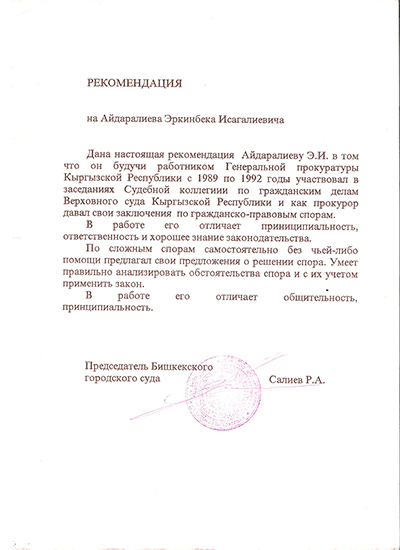 РЕКОМЕНДАЦИЯ
на Айдаралиева Эркинбека Исагалиевича
Дана настоящая рекомендация Айдаралиеву Э.И. в том
что он будучи работником Генеральной прокуратуры
Кыргызской Республики с 1989 по 1992 годы участвовал в
заседаниях Судебной коллегиии по гражданским делам
Верховного суда Кыргызской Республики и как прокурор
давал свои заключения по гражданско-правовым спорам.
В работе его отличает приниципиальность,
ответственность и хорошее знание законодательства.
По сложным спорам самостоятельно без чьей-либо
помощи предлагал свои предложения о решении спора. Умеет
правильно анализировать обстоятельства спора и с их учетом
применить закон.
В работе его отличает общительность,
принципиальность.
Председатель Бишкекского
городского суда Салиев Р.А.